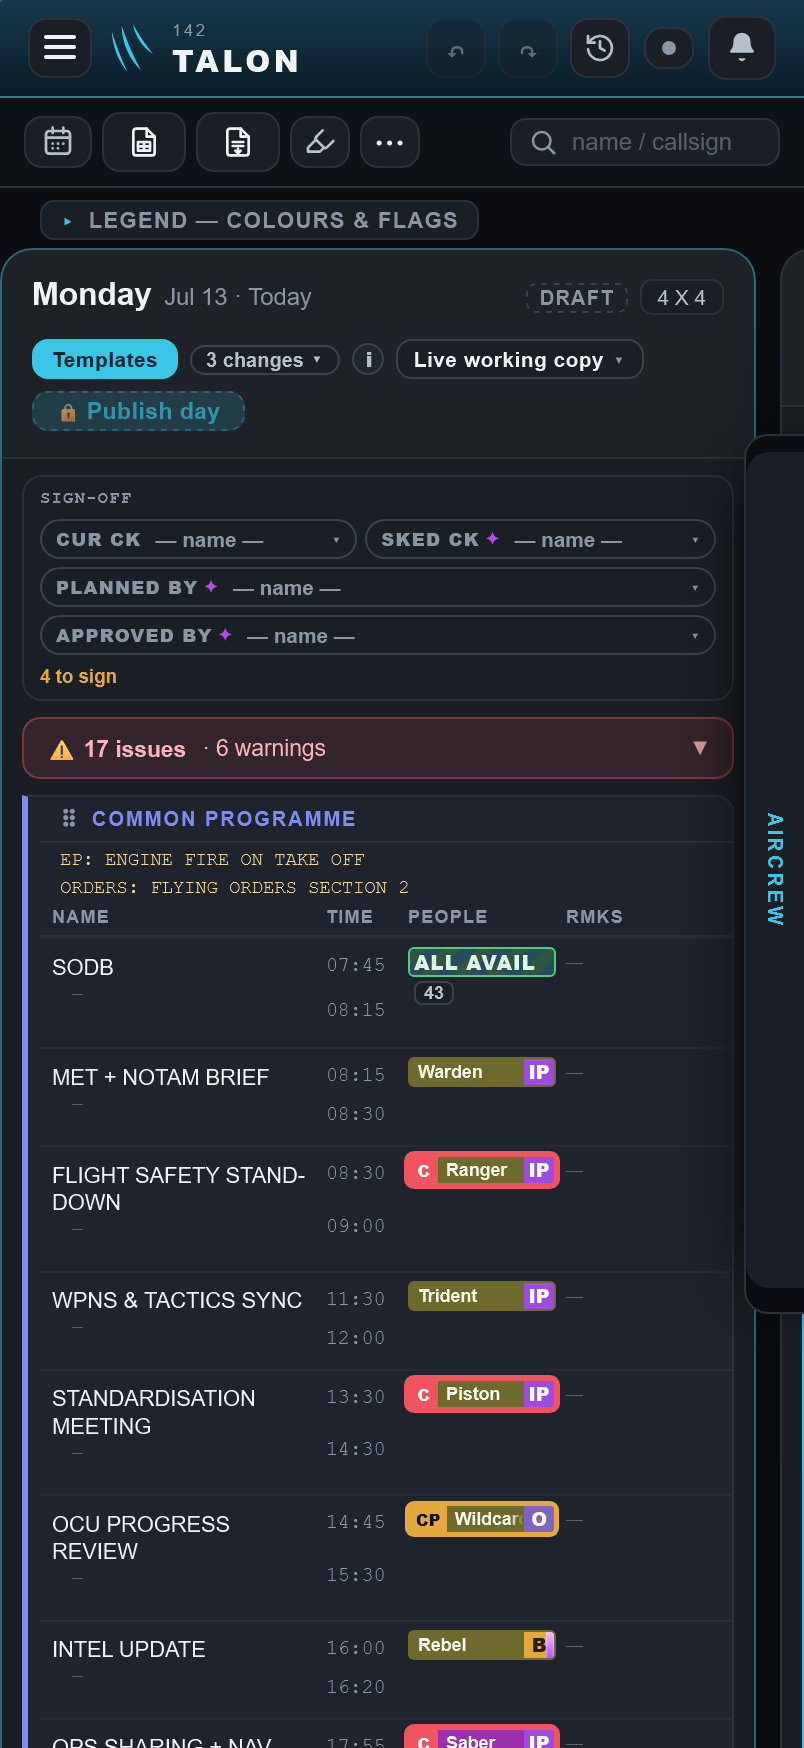 142
TALON
name / callsign
LEGEND — COLOURS & FLAGS
Monday Jul 13 · Today DRAFT 4 X 4
Templates 3 changes ▾ i Live working copy ▾
Publish day
SIGN-OFF
CUR CK — name — ▾ SKED CK ✦ — name — ▾
PLANNED BY ✦ — name — ▾
APPROVED BY ✦ — name — ▾
4 to sign
17 issues · 6 warnings ▼
AIRCREW
COMMON PROGRAMME
EP: ENGINE FIRE ON TAKE OFF
ORDERS: FLYING ORDERS SECTION 2
NAME TIME PEOPLE RMKS
SODB 07:45 ALL AVAIL —
— 08:15 43
MET + NOTAM BRIEF 08:15 Warden IP —
— 08:30
FLIGHT SAFETY STAND- 08:30 C Ranger IP —
DOWN
— 09:00
WPNS & TACTICS SYNC 11:30 Trident IP —
— 12:00
STANDARDISATION 13:30 C Piston IP —
MEETING
— 14:30
OCU PROGRESS 14:45 CP Wildcar O —
REVIEW
— 15:30
INTEL UPDATE 16:00 Rebel B —
— 16:20
OPS SHARING + NAV 17:55 C Saber IP —